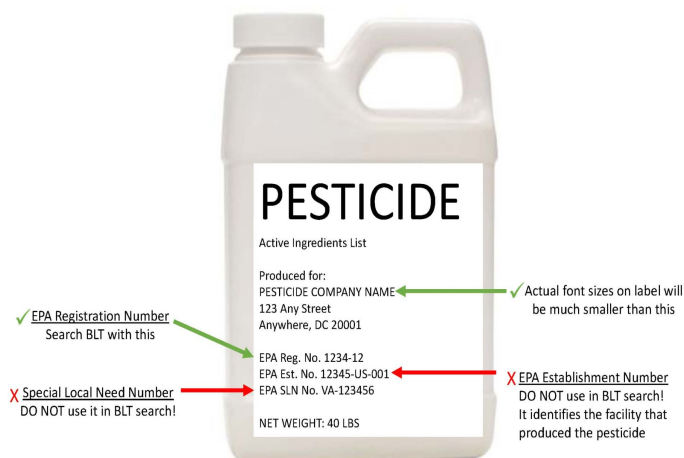 PESTICIDE
Active Ingredients List
Produced for:
PESTICIDE COMPANY NAME
123 Any Street
Anywhere, DC 20001
EPA Reg. No. 1234-12
EPA Est. No. 12345-US-001
EPA SLN No. VA-123456
NET WEIGHT: 40 LBS
✓ EPA Registration Number
Search BLT with this
X Special Local Need Number
DO NOT use it in BLT search!
✓ Actual font sizes on label will
be much smaller than this
X EPA Establishment Number
DO NOT use in BLT search!
It identifies the facility that
produced the pesticide